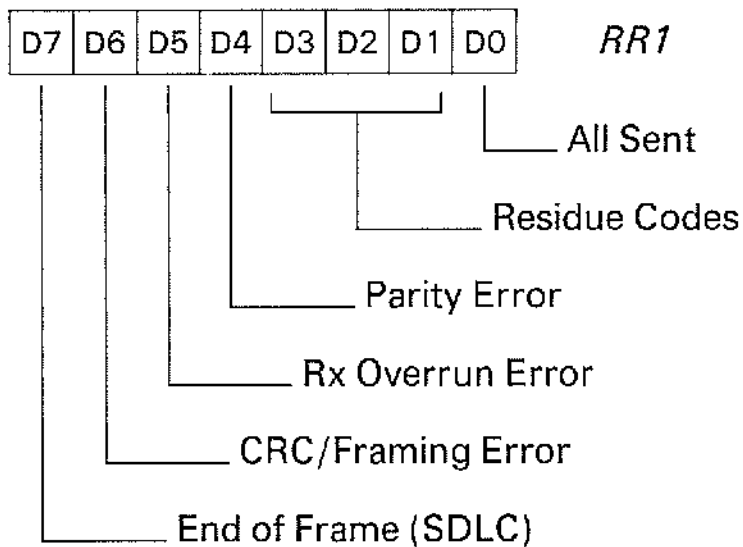 D7 D6 D5 D4 D3 D2 D1 D0 RR1
All Sent
Residue Codes
Parity Error
Rx Overrun Error
CRC/Framing Error
End of Frame (SDLC)